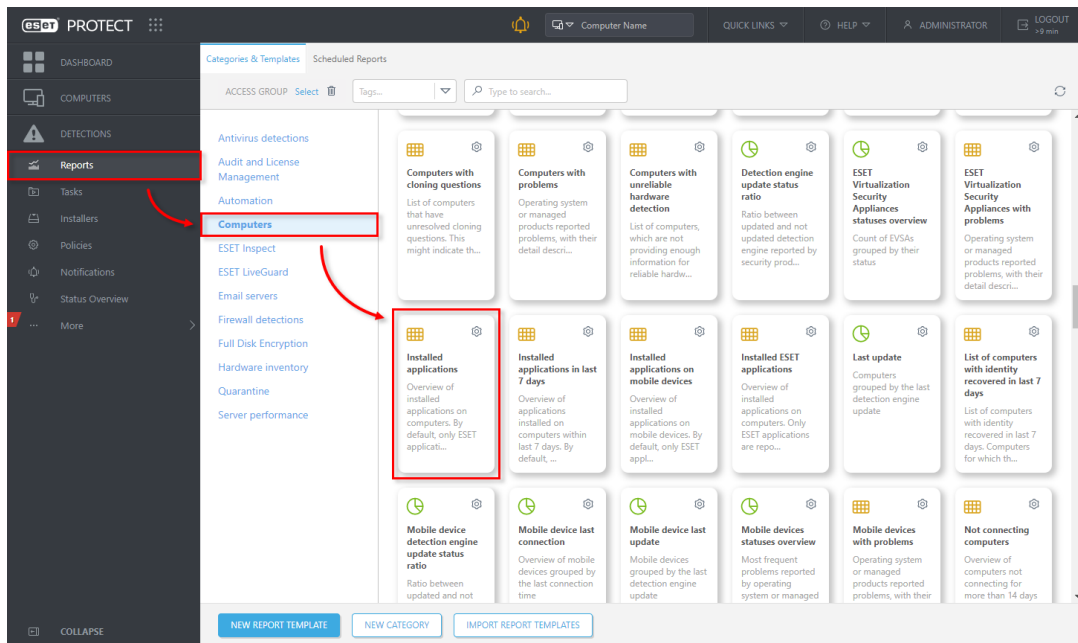 eset PROTECT
Computer Name
QUICK LINKS
HELP
ADMINISTRATOR
LOGOUT
>9 min
DASHBOARD
COMPUTERS
DETECTIONS
Reports
Tasks
Installers
Policies
Notifications
Status Overview
1
More
COLLAPSE
Categories & Templates
Scheduled Reports
ACCESS GROUP Select
Tags...
Type to search...
Antivirus detections
Audit and License
Management
Automation
Computers
ESET Inspect
ESET LiveGuard
Email servers
Firewall detections
Full Disk Encryption
Hardware inventory
Quarantine
Server performance
Computers with
cloning questions
List of computers
that have
unresolved cloning
questions. This
might indicate th...
Computers with
problems
Operating system
or managed
products reported
problems, with their
detail descri...
Computers with
unreliable
hardware
detection
List of computers,
which are not
providing enough
information for
reliable hardw...
Detection engine
update status
ratio
Ratio between
updated and not
updated detection
engine reported by
security prod...
ESET
Virtualization
Security
Appliances
statuses overview
Count of EVSAs
grouped by their
status
ESET
Virtualization
Security
Appliances with
problems
Operating system
or managed
products reported
problems, with their
detail descri...
Installed
applications
Overview of
installed
applications on
computers. By
default, only ESET
applicati...
Installed
applications in last
7 days
Overview of
applications
installed on
computers within
last 7 days. By
default, ...
Installed
applications on
mobile devices
Overview of
installed
applications on
mobile devices. By
default, only ESET
appl...
Installed ESET
applications
Overview of
installed
applications on
computers. Only
ESET applications
are repo...
Last update
Computers
grouped by the last
detection engine
update
List of computers
with identity
recovered in last 7
days
List of computers
with identity
recovered in last 7
days. Computers
for which th...
Mobile device
detection engine
update status
ratio
Ratio between
updated and not
Mobile device last
connection
Overview of mobile
devices grouped by
the last connection
time
Mobile device last
update
Mobile devices
grouped by the last
detection engine
update
Mobile devices
statuses overview
Most frequent
problems reported
by operating
system or managed
Mobile devices
with problems
Operating system
or managed
products reported
problems, with their
Not connecting
computers
Overview of
computers not
connecting for
more than 14 days
NEW REPORT TEMPLATE
NEW CATEGORY
IMPORT REPORT TEMPLATES